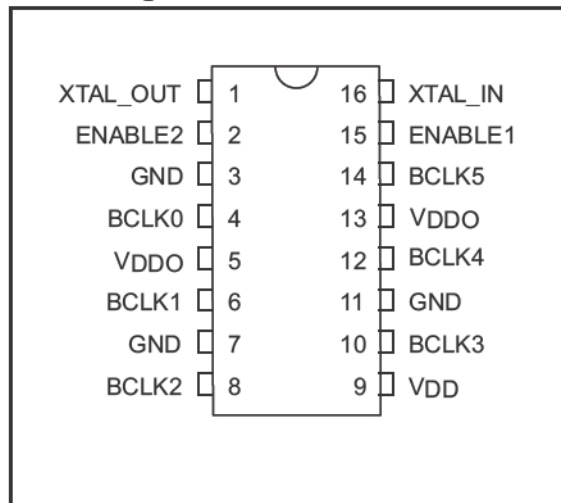 XTAL_OUT 1 16 XTAL_IN
ENABLE2 2 15 ENABLE1
GND 3 14 BCLK5
BCLK0 4 13 VDDO
VDDO 5 12 BCLK4
BCLK1 6 11 GND
GND 7 10 BCLK3
BCLK2 8 9 VDD